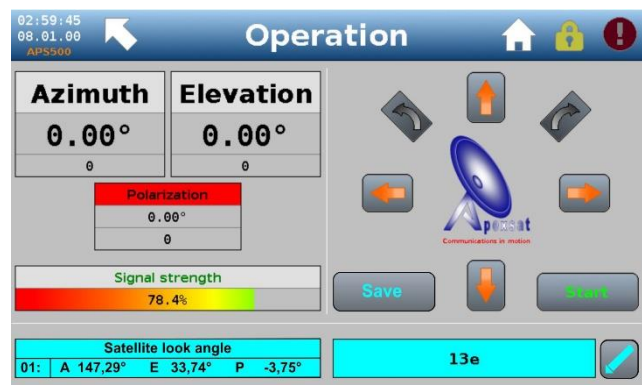 02:59:45
08.01.00
APS500
Operation
Azimuth
0.00°
0
Elevation
0.00°
0
Polarization
0.00°
0
Signal strength
78.4%
Apexsat
Communications in motion
Save
Start
Satellite look angle
01: A 147,29° E 33,74° P -3,75°
13e